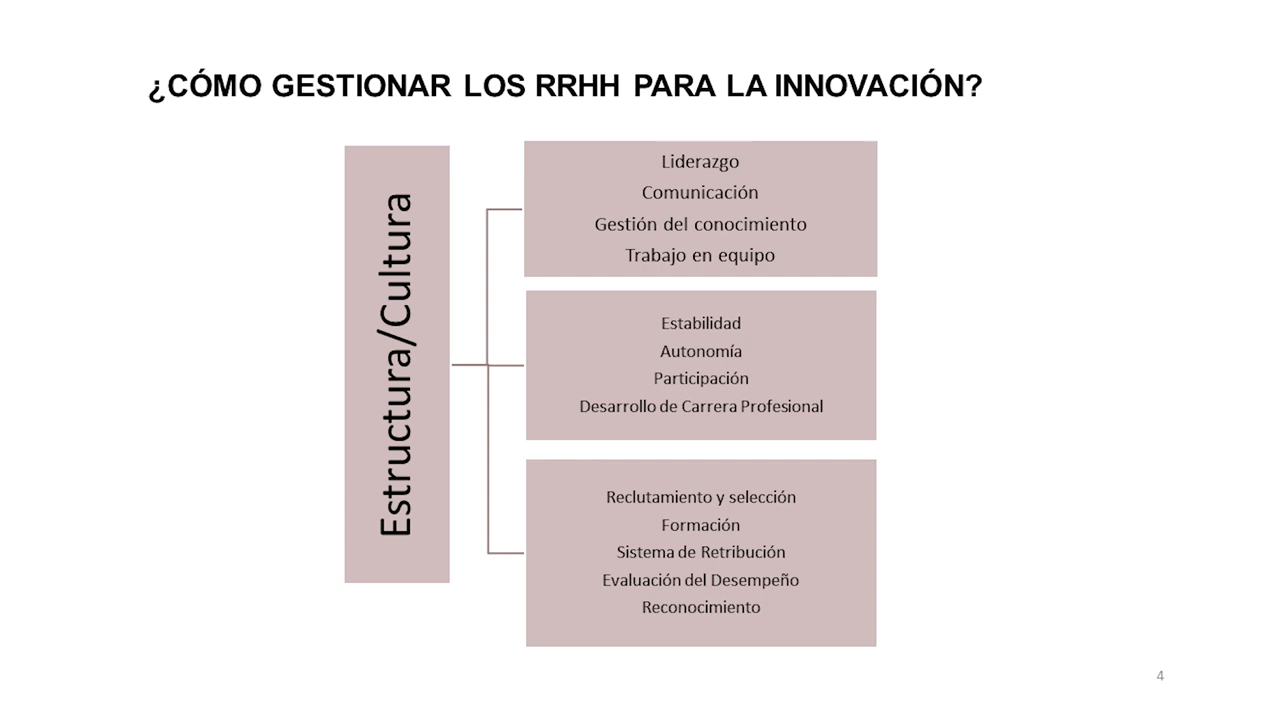 ¿CÓMO GESTIONAR LOS RRHH PARA LA INNOVACIÓN?
Estructura/Cultura
Liderazgo
Comunicación
Gestión del conocimiento
Trabajo en equipo
Estabilidad
Autonomía
Participación
Desarrollo de Carrera Profesional
Reclutamiento y selección
Formación
Sistema de Retribución
Evaluación del Desempeño
Reconocimiento
4